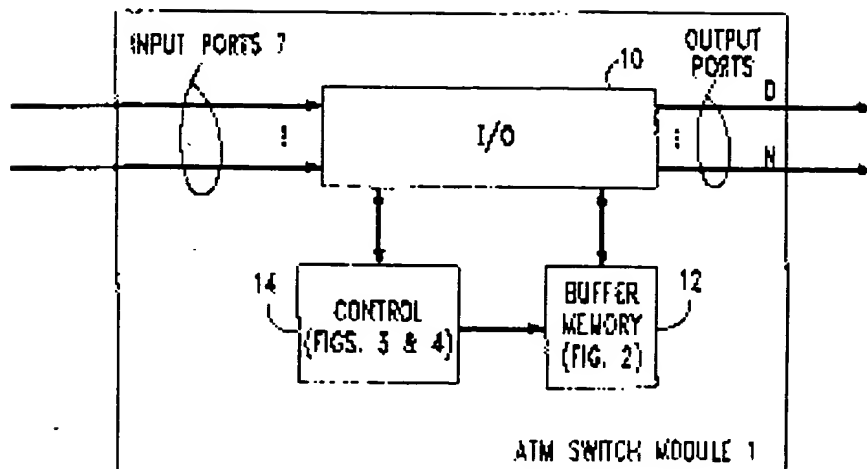 INPUT PORTS 7
OUTPUT
PORTS
10
0
I/O
N
14
CONTROL
(FIGS. 3 & 4)
BUFFER
MEMORY
(FIG. 2)
12
ATM SWITCH MODULE 1